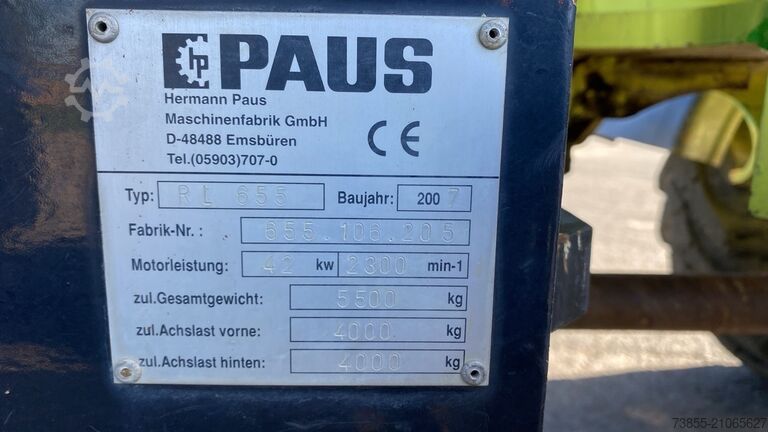 hp PAUS
Hermann Paus
Maschinenfabrik GmbH
D-48488 Emsbüren
Tel.(05903)707-0
CE
Typ: RL 655 Baujahr: 2007
Fabrik-Nr.: 655.106.205
Motorleistung: 42 kw 2300 min-1
zul.Gesamtgewicht: 5500 kg
zul.Achslast vorne: 4000 kg
zul.Achslast hinten: 4000 kg
73855-21065627